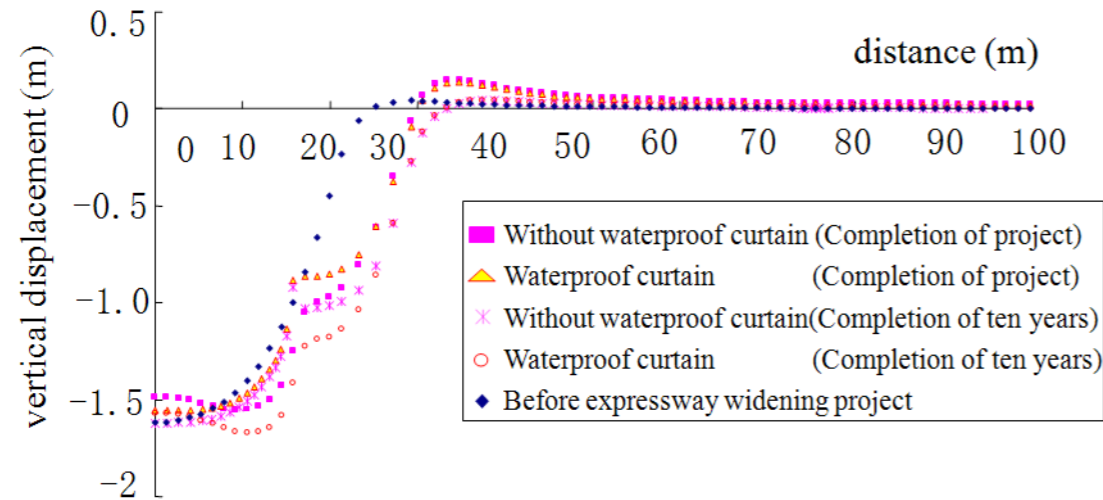 0.5
distance (m)
vertical displacement (m)
0
0 10 20 30 40 50 60 70 80 90 100
-0.5
Without waterproof curtain (Completion of project)
Waterproof curtain (Completion of project)
-1.0
Without waterproof curtain(Completion of ten years)
Waterproof curtain (Completion of ten years)
-1.5
Before expressway widening project
-2